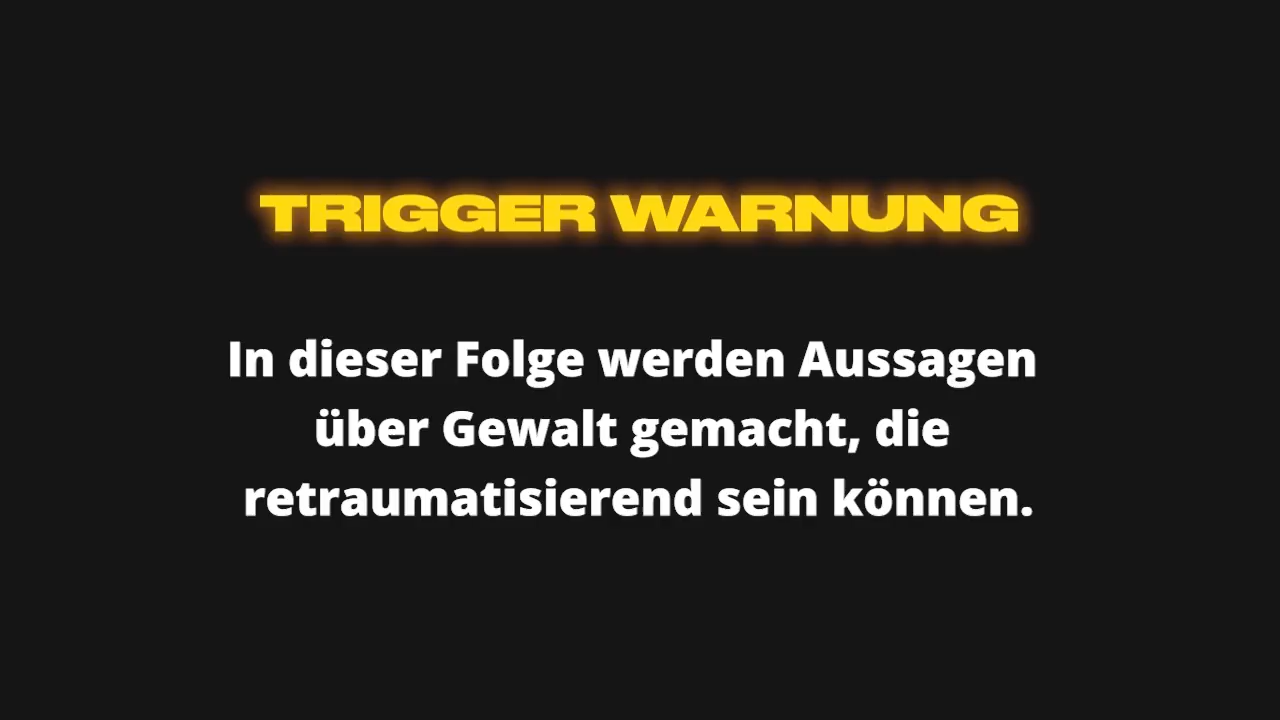 TRIGGER WARNUNG
In dieser Folge werden Aussagen
über Gewalt gemacht, die
retraumatisierend sein können.